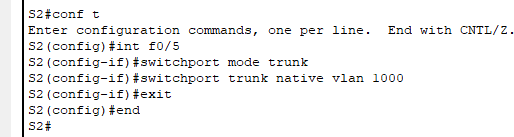 S2#conf t
Enter configuration commands, one per line.  End with CNTL/Z.
S2(config)#int f0/5
S2(config-if)#switchport mode trunk
S2(config-if)#switchport trunk native vlan 1000
S2(config-if)#exit
S2(config)#end
S2#